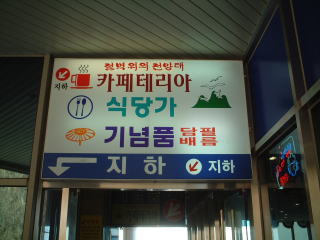 절벽위의 전망대
지하 카페테리아
식당가
기념품 담배 필름
지하 지하